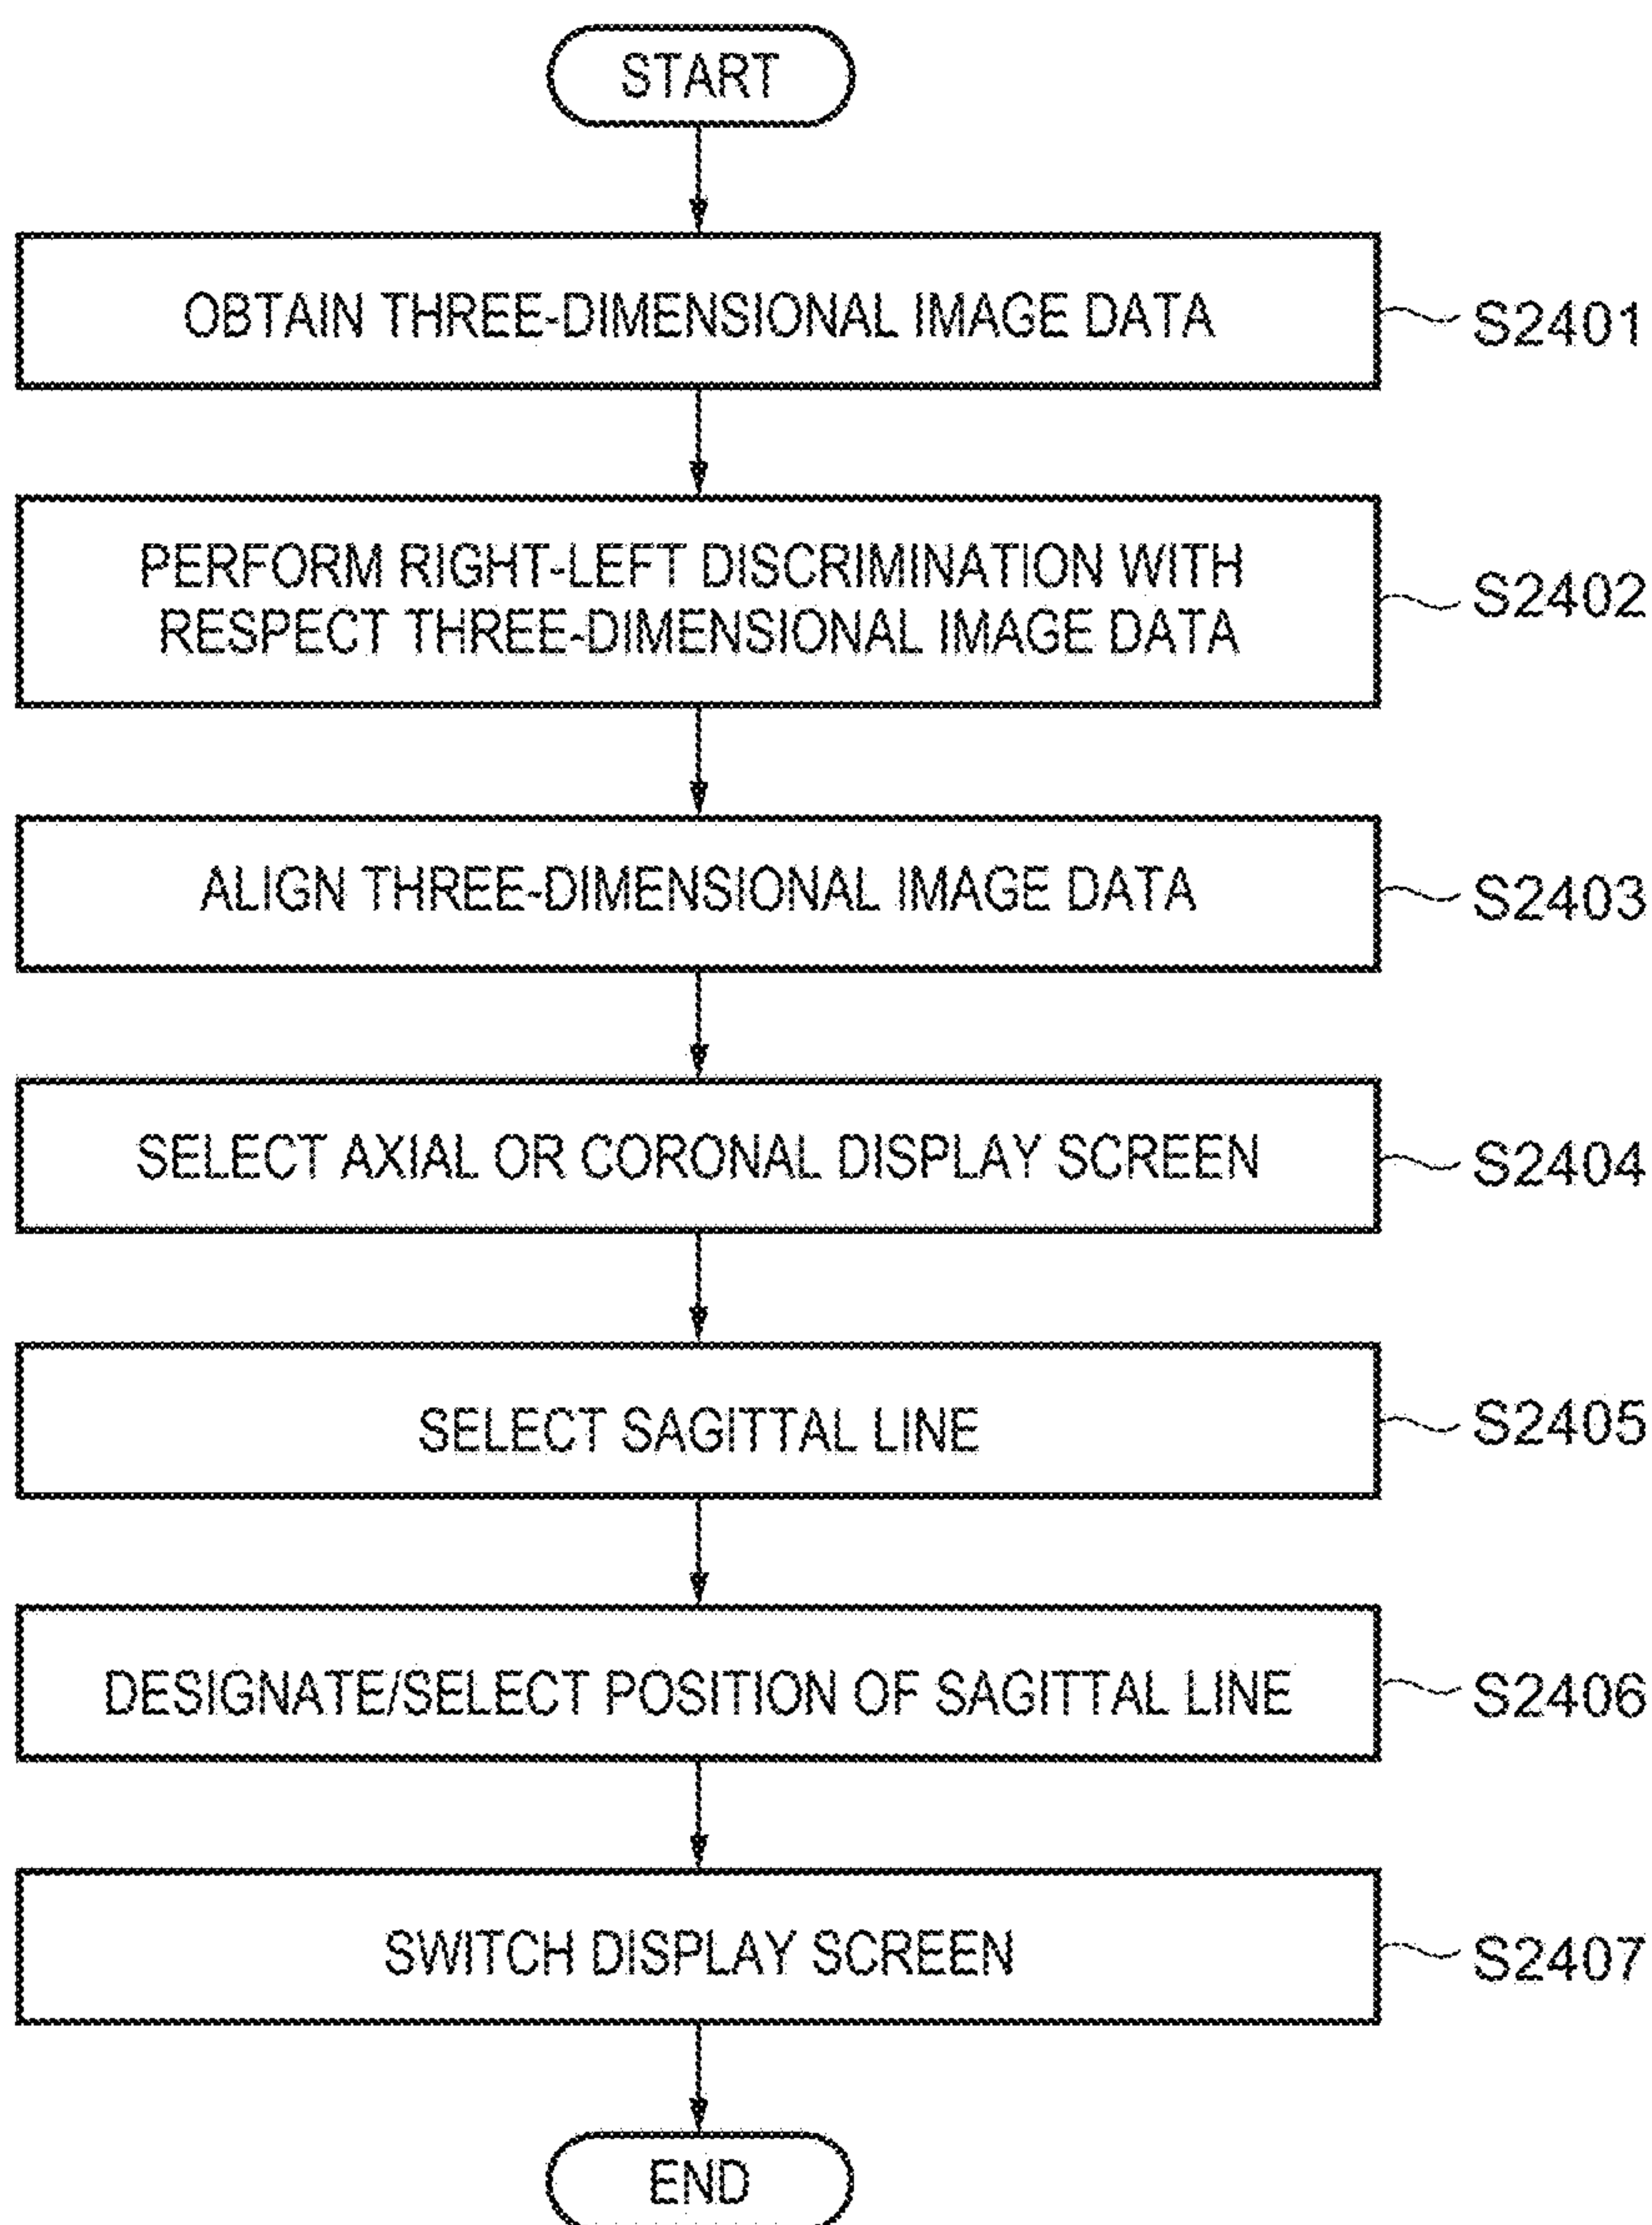 START
OBTAIN THREE-DIMENSIONAL IMAGE DATA
S2401
PERFORM RIGHT-LEFT DISCRIMINATION WITH
RESPECT THREE-DIMENSIONAL IMAGE DATA
S2402
ALIGN THREE-DIMENSIONAL IMAGE DATA
S2403
SELECT AXIAL OR CORONAL DISPLAY SCREEN
S2404
SELECT SAGITTAL LINE
S2405
DESIGNATE/SELECT POSITION OF SAGITTAL LINE
S2406
SWITCH DISPLAY SCREEN
S2407
END